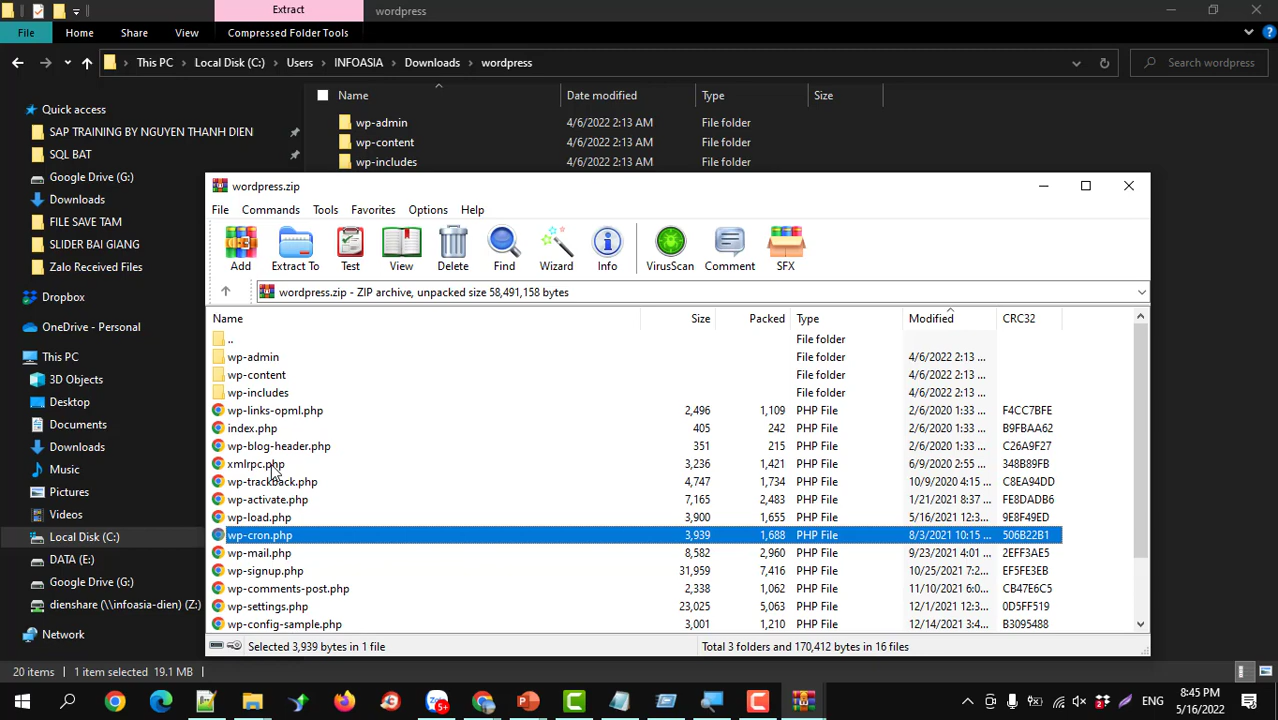 Extract
wordpress
File
Home
Share
View
Compressed Folder Tools
This PC
Local Disk (C:)
Users
INFOASIA
Downloads
wordpress
Search wordpress
Name
Date modified
Type
Size
Quick access
SAP TRAINING BY NGUYEN THANH DIEN
SQL BAT
Google Drive (G:)
Downloads
FILE SAVE TAM
SLIDER BAI GIANG
Zalo Received Files
Dropbox
OneDrive - Personal
This PC
3D Objects
Desktop
Documents
Downloads
Music
Pictures
Videos
Local Disk (C:)
DATA (E:)
Google Drive (G:)
dienshare (\\infoasia-dien) (Z:)
Network
wp-admin 4/6/2022 2:13 AM File folder
wp-content 4/6/2022 2:13 AM File folder
wp-includes 4/6/2022 2:13 AM File folder
wordpress.zip
File Commands Tools Favorites Options Help
Add Extract To Test View Delete Find Wizard Info VirusScan Comment SFX
wordpress.zip - ZIP archive, unpacked size 58,491,158 bytes
Name Size Packed Type Modified CRC32
.. File folder
wp-admin File folder 4/6/2022 2:13 ...
wp-content File folder 4/6/2022 2:13 ...
wp-includes File folder 4/6/2022 2:13 ...
wp-links-opml.php 2,496 1,109 PHP File 2/6/2020 1:33 ... F4CC7BFE
index.php 405 242 PHP File 2/6/2020 1:33 ... B9FBAA62
wp-blog-header.php 351 215 PHP File 2/6/2020 1:33 ... C26A9F27
xmlrpc.php 3,236 1,421 PHP File 6/9/2020 2:55 ... 348B89FB
wp-trackback.php 4,747 1,734 PHP File 10/9/2020 4:15 ... C8EA94DD
wp-activate.php 7,165 2,483 PHP File 1/21/2021 8:37 ... FE8DADB6
wp-load.php 3,900 1,655 PHP File 5/16/2021 12:3... 9E8F49ED
wp-cron.php 3,939 1,688 PHP File 8/3/2021 10:15 ... 506B22B1
wp-mail.php 8,582 2,960 PHP File 9/23/2021 4:01 ... 2EFF3AE5
wp-signup.php 31,959 7,416 PHP File 10/25/2021 7:2... EF5FE3EB
wp-comments-post.php 2,338 1,062 PHP File 11/10/2021 6:0... CB47E6C5
wp-settings.php 23,025 5,063 PHP File 12/1/2021 12:3... 0D5FF519
wp-config-sample.php 3,001 1,210 PHP File 12/14/2021 3:4... B3095488
Selected 3,939 bytes in 1 file
Total 3 folders and 170,412 bytes in 16 files
20 items
1 item selected 19.1 MB
5+
ENG
8:45 PM
5/16/2022